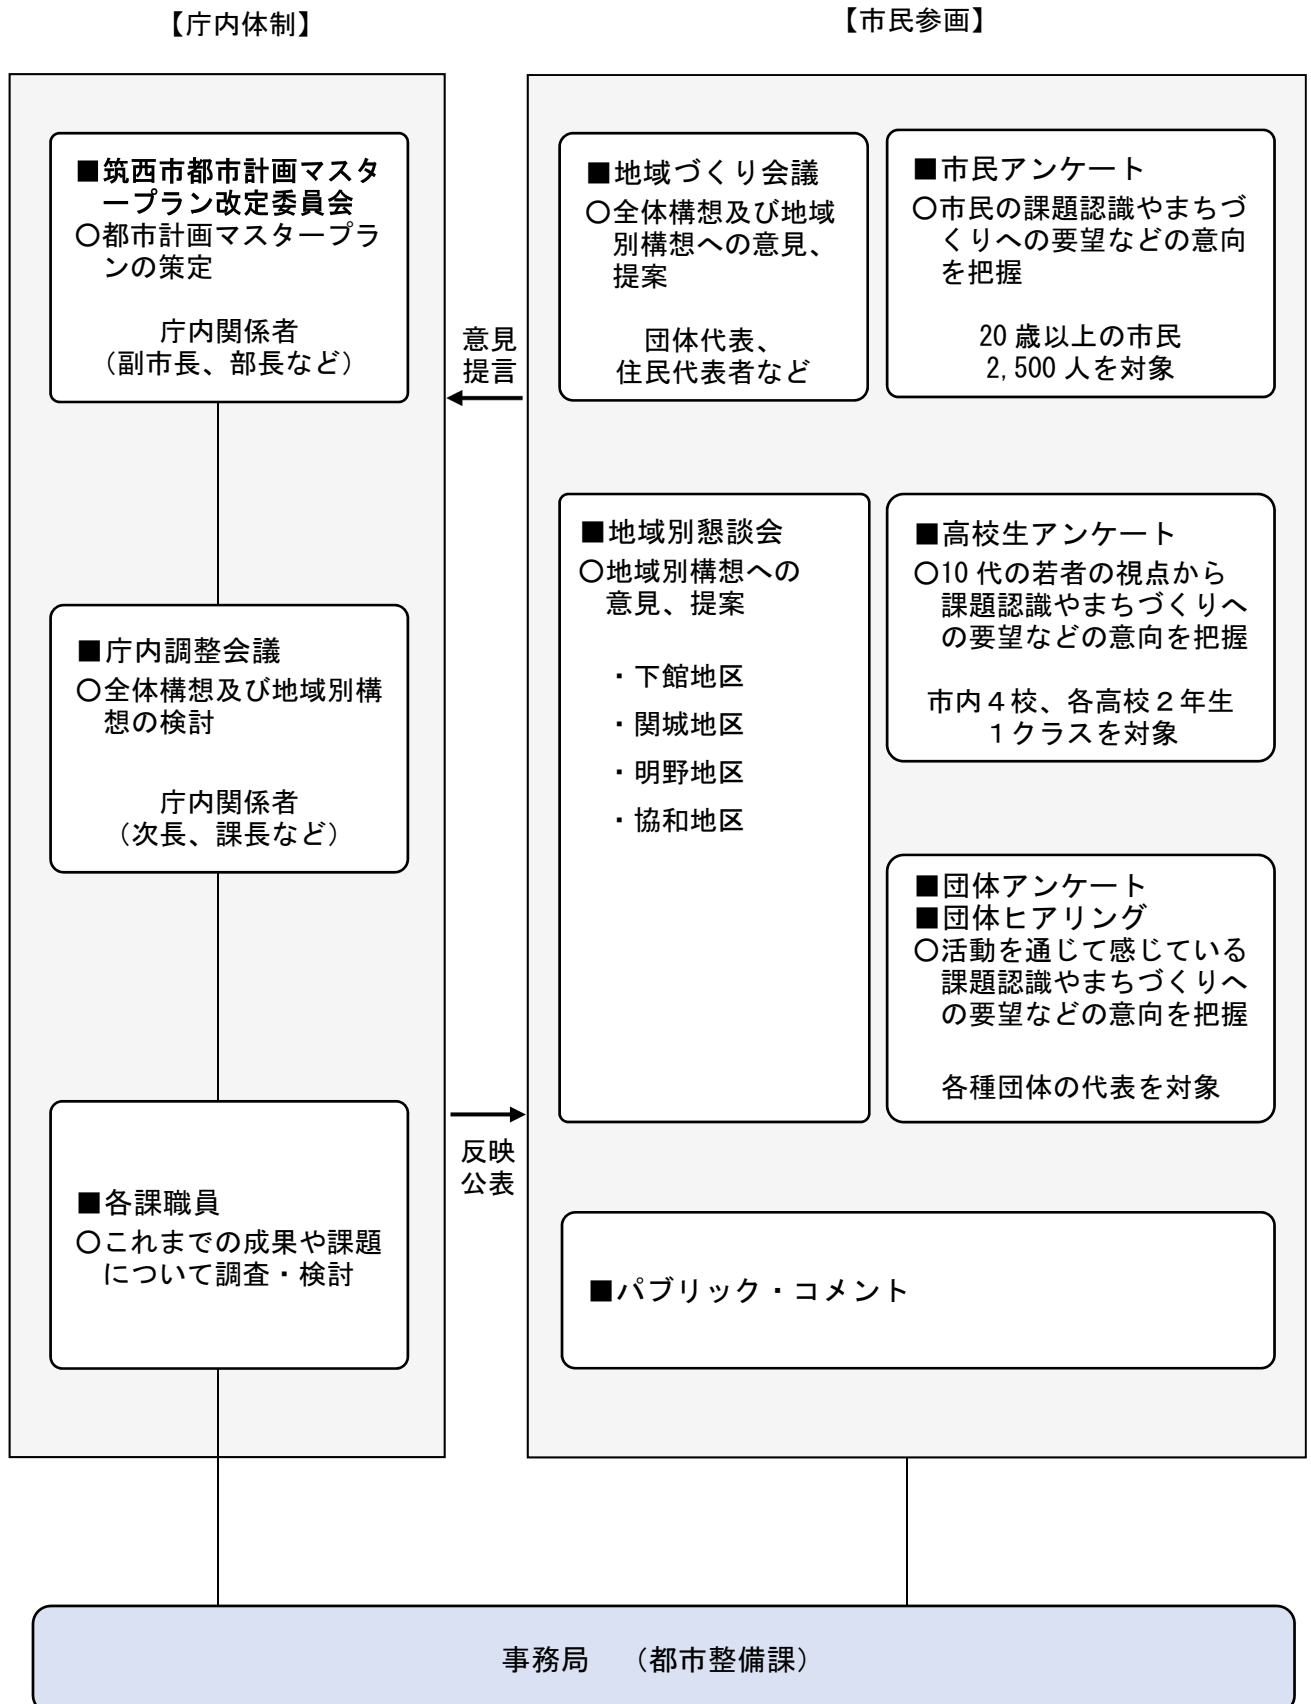 【庁内体制】
■筑西市都市計画マスタ
ープラン改定委員会
〇都市計画マスタープラ
ンの策定
庁内関係者
（副市長、部長など）
■庁内調整会議
〇全体構想及び地域別構
想の検討
庁内関係者
（次長、課長など）
■各課職員
〇これまでの成果や課題
について調査・検討
意見
提言
反映
公表
【市民参画】
■地域づくり会議
〇全体構想及び地域
別構想への意見、
提案
団体代表、
住民代表者など
■市民アンケート
〇市民の課題認識やまちづ
くりへの要望などの意向
を把握
20 歳以上の市民
2,500 人を対象
■地域別懇談会
〇地域別構想への
意見、提案
・下館地区
・関城地区
・明野地区
・協和地区
■高校生アンケート
〇10 代の若者の視点から
課題認識やまちづくりへ
の要望などの意向を把握
市内４校、各高校２年生
１クラスを対象
■団体アンケート
■団体ヒアリング
〇活動を通じて感じている
課題認識やまちづくりへ
の要望などの意向を把握
各種団体の代表を対象
■パブリック・コメント
事務局　（都市整備課）